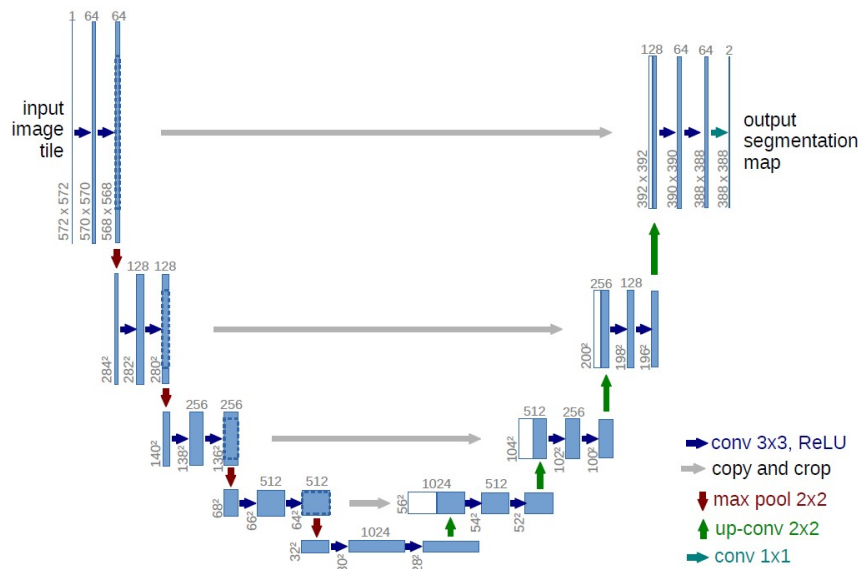 1 64 64
128 64 64 2
input
image
tile
output
segmentation
map
572 x 572
570 x 570
568 x 568
392 x 392
390 x 390
388 x 388
388 x 388
128 128
256 128
284²
282²
280²
200²
198²
196²
256 256
512 256
140²
138²
136²
104²
102²
100²
512 512
1024 512
68²
66²
64²
56²
54²
52²
1024
32²
30²
28²
conv 3x3, ReLU
copy and crop
max pool 2x2
up-conv 2x2
conv 1x1